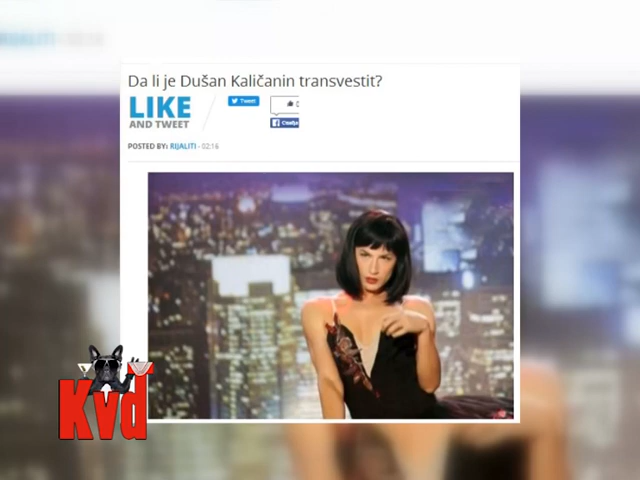 Da li je Dušan Kaličanin transvestit?
LIKE
AND TWEET
Tweet
POSTED BY: RIJALITI - 02:16
Kvd